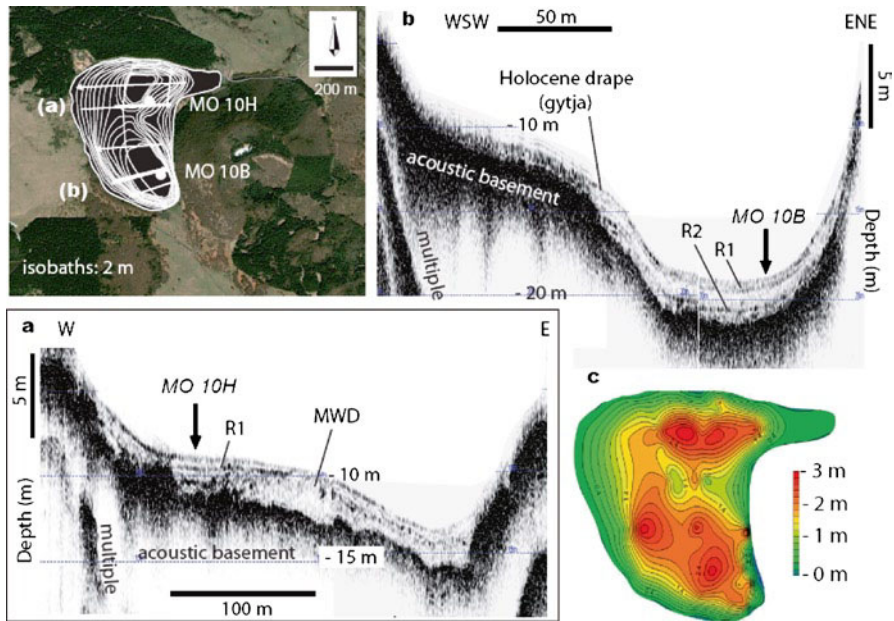 N
200 m
(a)
MO 10H
(b)
MO 10B
isobaths: 2 m
b
WSW
50 m
ENE
5 m
Holocene drape
(gytja)
- 10 m
acoustic basement
multiple
MO 10B
R2
R1
- 20 m
Depth (m)
a
W
E
5 m
MO 10H
R1
MWD
- 10 m
Depth (m)
multiple
acoustic basement
- 15 m
100 m
c
- 3 m
- 2 m
- 1 m
- 0 m